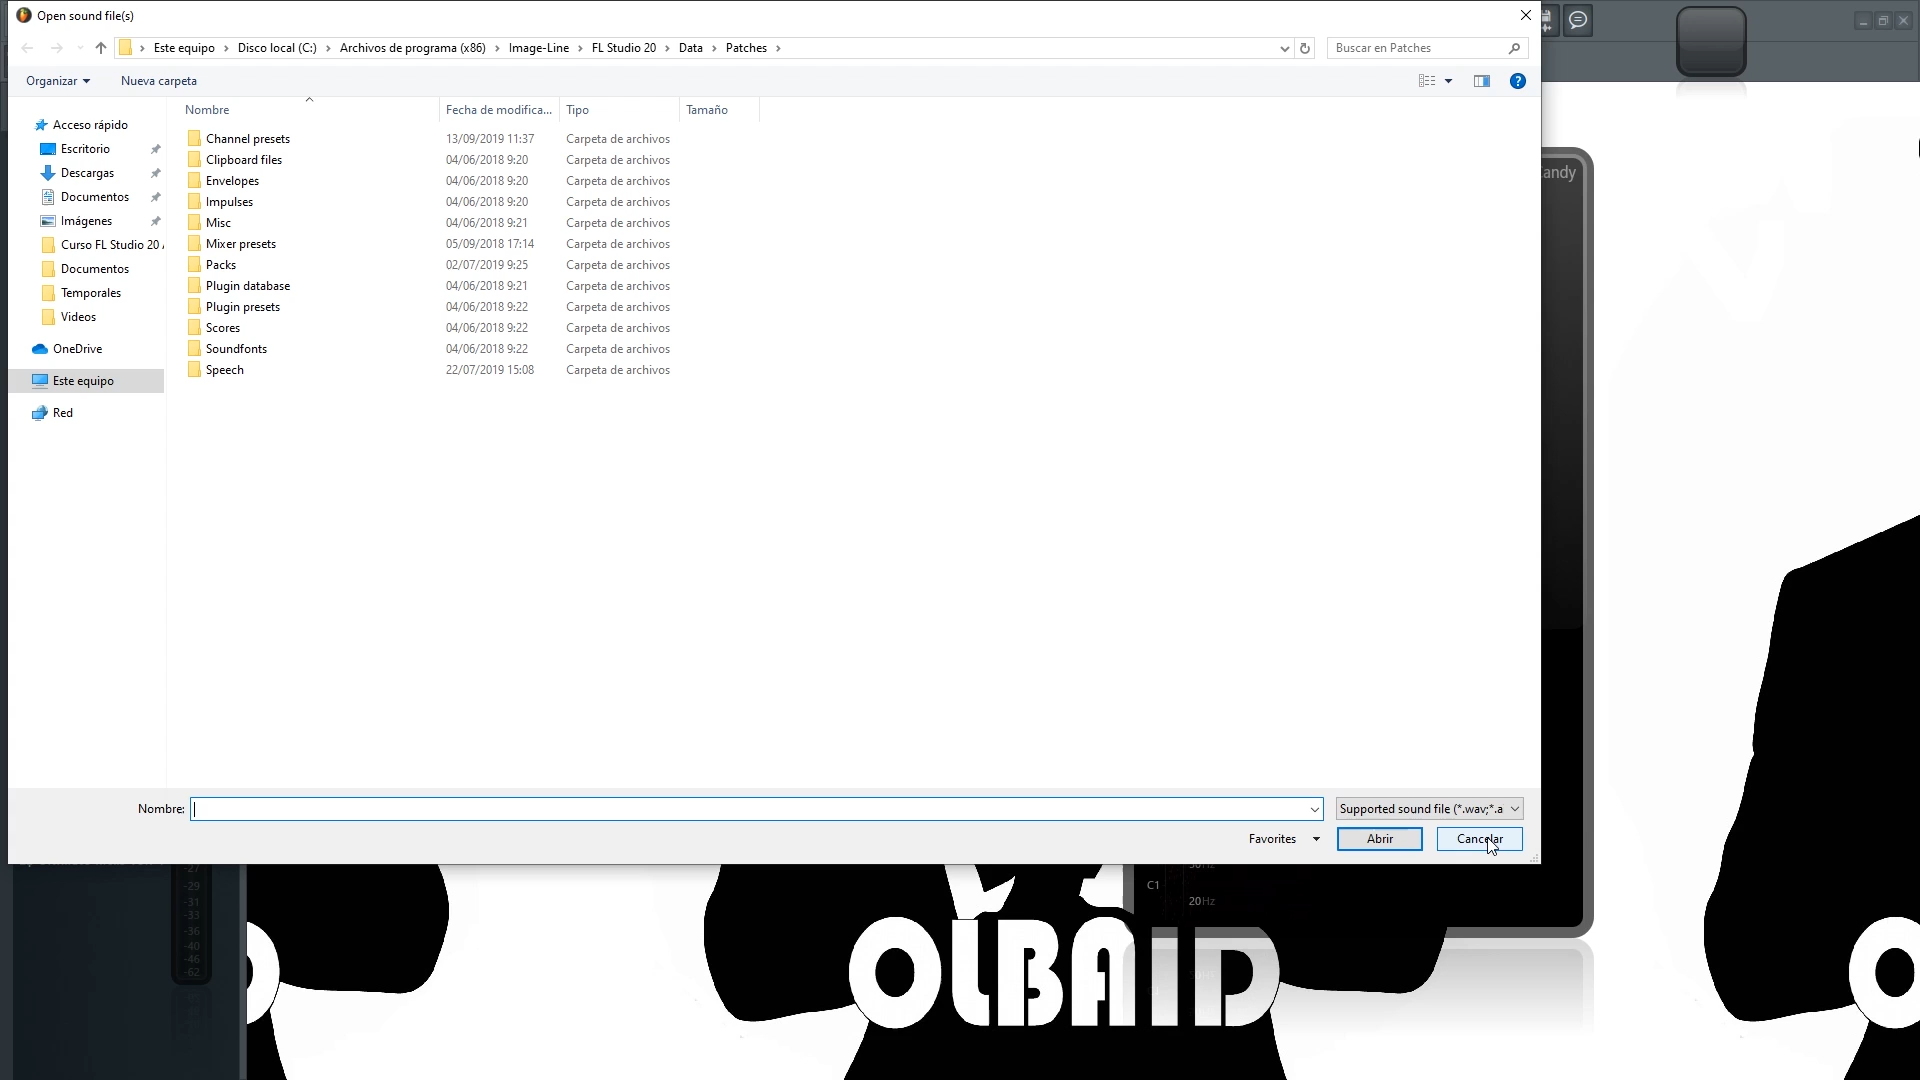 Open sound file(s)
Este equipo › Disco local (C:) › Archivos de programa (x86) › Image-Line › FL Studio 20 › Data › Patches ›
Buscar en Patches
Organizar
Nueva carpeta
Nombre Fecha de modifica... Tipo Tamaño
Acceso rápido
Escritorio
Descargas
Documentos
Imágenes
Curso FL Studio 20
Documentos
Temporales
Videos
OneDrive
Este equipo
Red
Channel presets 13/09/2019 11:37 Carpeta de archivos
Clipboard files 04/06/2018 9:20 Carpeta de archivos
Envelopes 04/06/2018 9:20 Carpeta de archivos
Impulses 04/06/2018 9:20 Carpeta de archivos
Misc 04/06/2018 9:21 Carpeta de archivos
Mixer presets 05/09/2018 17:14 Carpeta de archivos
Packs 02/07/2019 9:25 Carpeta de archivos
Plugin database 04/06/2018 9:21 Carpeta de archivos
Plugin presets 04/06/2018 9:22 Carpeta de archivos
Scores 04/06/2018 9:22 Carpeta de archivos
Soundfonts 04/06/2018 9:22 Carpeta de archivos
Speech 22/07/2019 15:08 Carpeta de archivos
Nombre:
Supported sound file (*.wav;*.a
Favorites
Abrir
Cancelar
andy
-27
-29
-31
-33
-36
-40
-46
-62
C1
20Hz
OLBAID